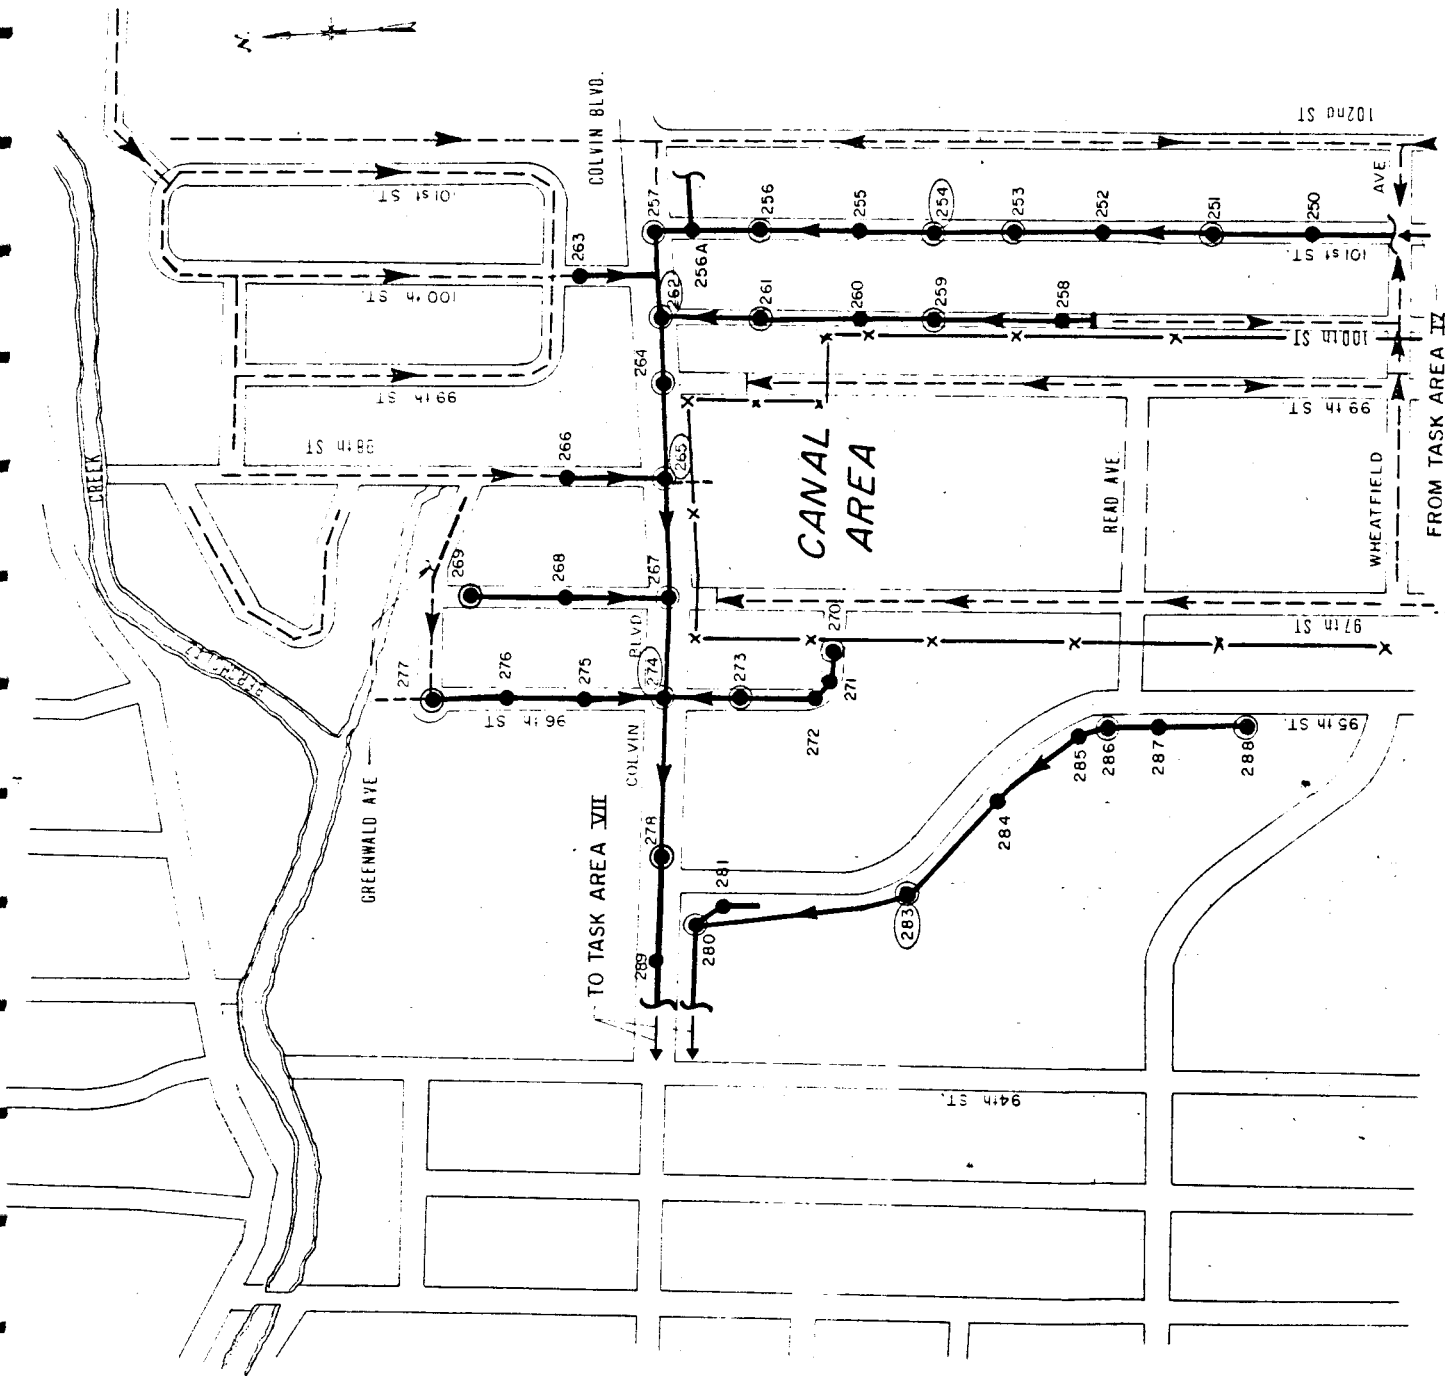 N.
COLVIN BLVD.
102nd ST
101st ST
100th ST.
99th ST
98th ST
CREEK
263
257
256A
256
255
254
253
252
251
250
101st ST.
AVE
262
261
260
259
258
100th ST
264
99th ST
FROM TASK AREA IV
266
265
CANAL
AREA
READ AVE
WHEATFIELD
269
268
267
270
97th ST
BLVD.
277
276
275
274
273
271
272
96th ST
COLVIN
BERGHOLTZ
GREENWALD AVE
95th ST.
285
286
287
288
284
278
281
283
280
289
TO TASK AREA VII
94th ST.